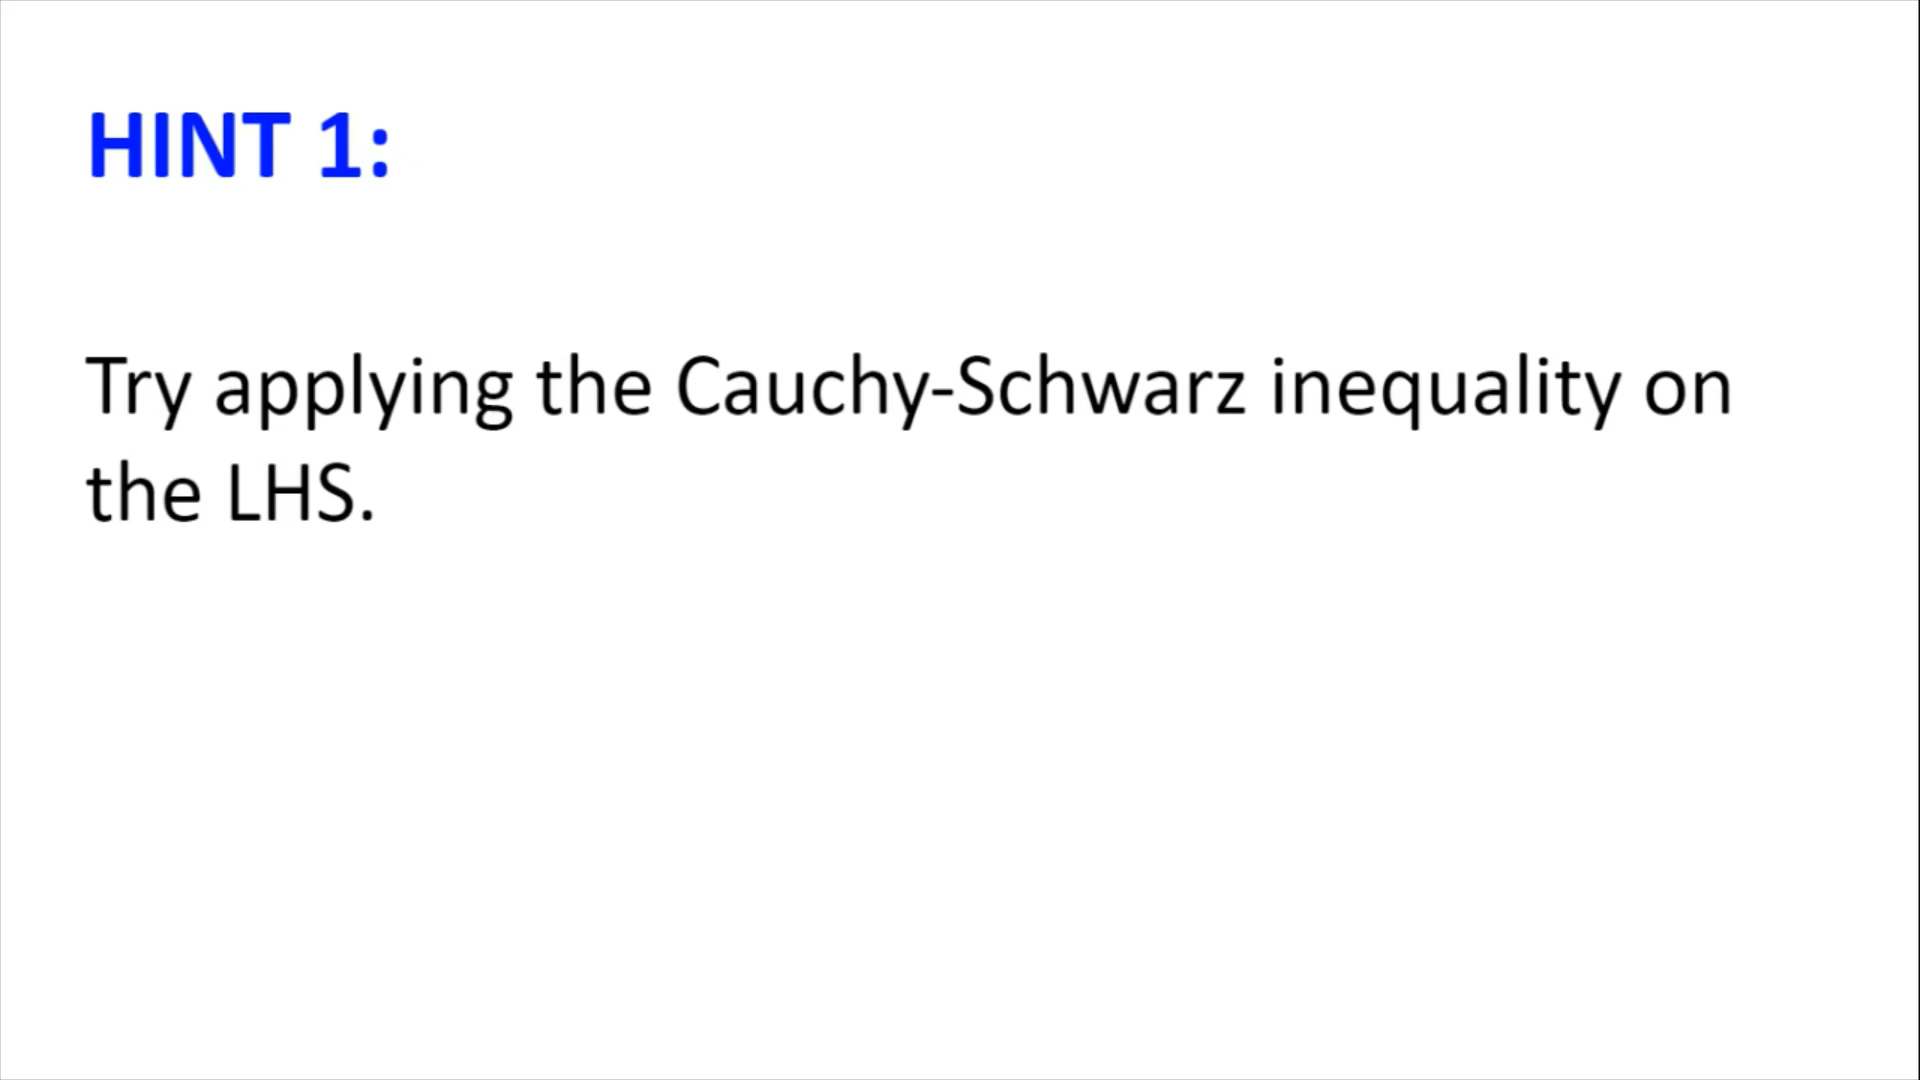 HINT 1:
Try applying the Cauchy-Schwarz inequality on
the LHS.